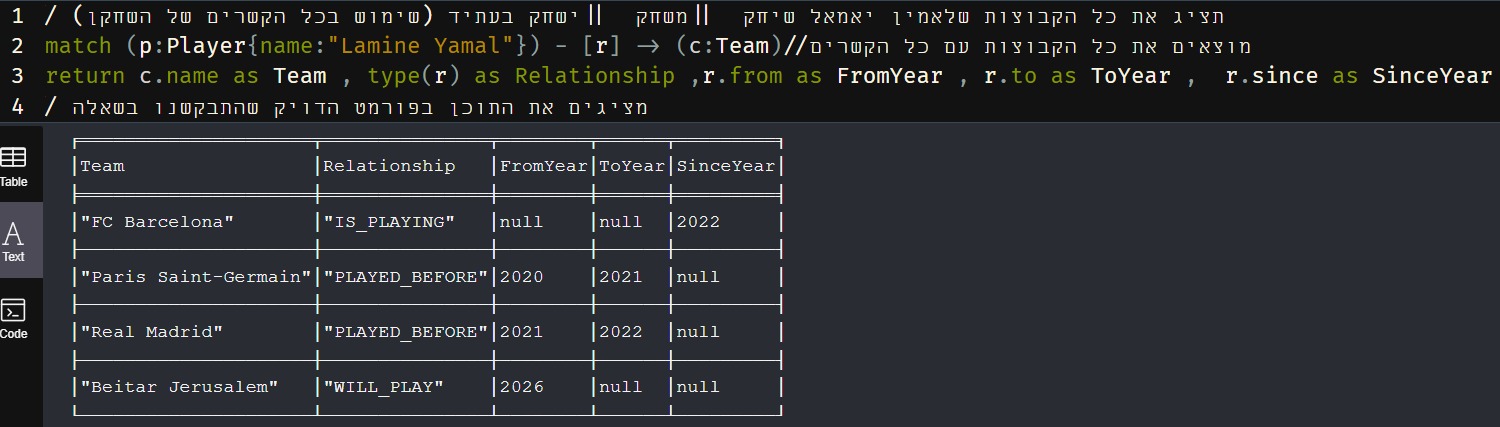 1 / תציג את כל הקבוצות שלאמין יאמאל שיחק || משחק || ישחק בעתיד (שימוש בכל הקשרים של השחקן)
2 match (p:Player{name:"Lamine Yamal"}) - [r] -> (c:Team)//מוצאים את כל הקבוצות עם כל הקשרים
3 return c.name as Team , type(r) as Relationship ,r.from as FromYear , r.to as ToYear , r.since as SinceYear
4 / מציגים את התוכן בפורמט הדויק שהתבקשנו בשאלה
Table
Text
Code
Team Relationship FromYear ToYear SinceYear
"FC Barcelona" "IS_PLAYING" null null 2022
"Paris Saint-Germain" "PLAYED_BEFORE" 2020 2021 null
"Real Madrid" "PLAYED_BEFORE" 2021 2022 null
"Beitar Jerusalem" "WILL_PLAY" 2026 null null